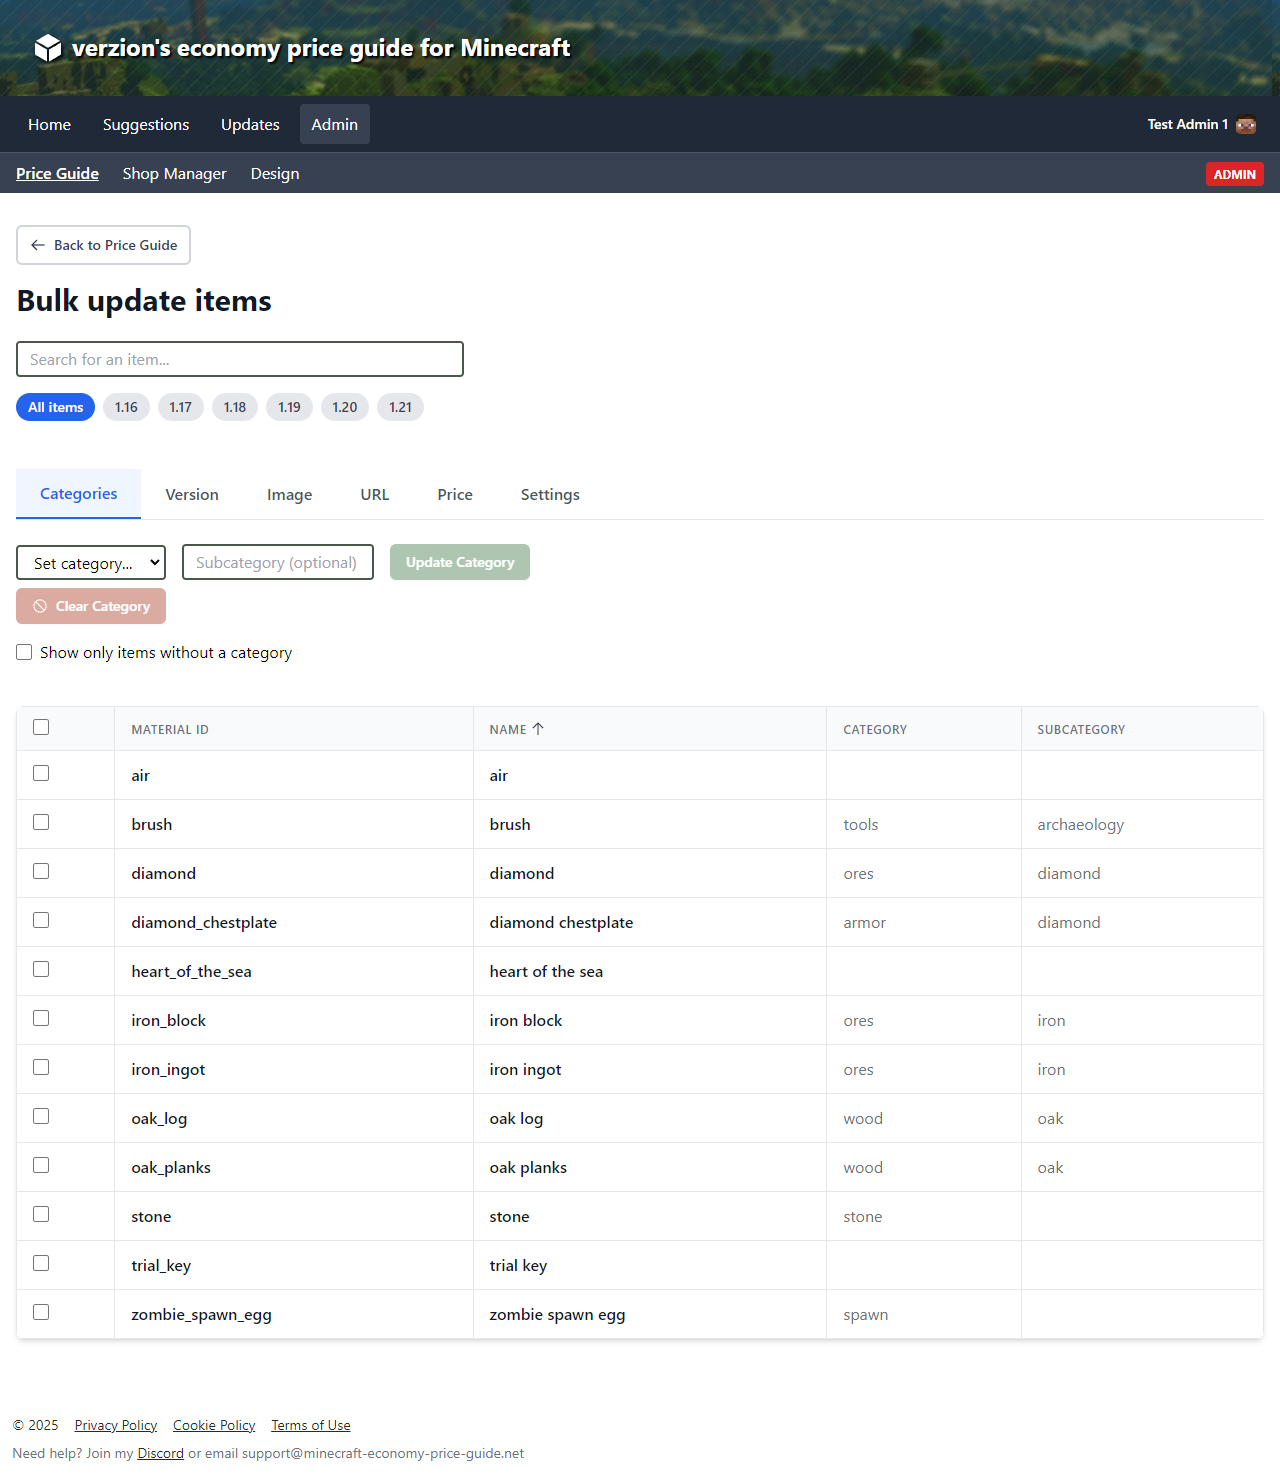 verzion's economy price guide for Minecraft
Home Suggestions Updates Admin Test Admin 1
Price Guide Shop Manager Design ADMIN
Back to Price Guide
Bulk update items
Search for an item...
All items 1.16 1.17 1.18 1.19 1.20 1.21
Categories Version Image URL Price Settings
Set category... Subcategory (optional) Update Category
Clear Category
Show only items without a category
MATERIAL ID NAME CATEGORY SUBCATEGORY
air air
brush brush tools archaeology
diamond diamond ores diamond
diamond_chestplate diamond chestplate armor diamond
heart_of_the_sea heart of the sea
iron_block iron block ores iron
iron_ingot iron ingot ores iron
oak_log oak log wood oak
oak_planks oak planks wood oak
stone stone stone
trial_key trial key
zombie_spawn_egg zombie spawn egg spawn
© 2025 Privacy Policy Cookie Policy Terms of Use
Need help? Join my Discord or email support@minecraft-economy-price-guide.net